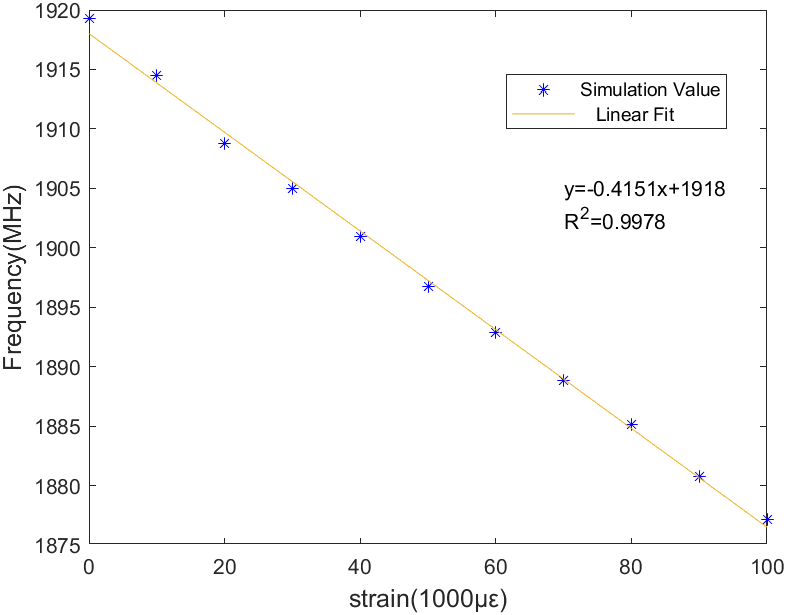 1920
1915
1910
1905
1900
1895
1890
1885
1880
1875
Frequency(MHz)
Simulation Value
Linear Fit
y=-0.4151x+1918
R²=0.9978
0 20 40 60 80 100
strain(1000με)